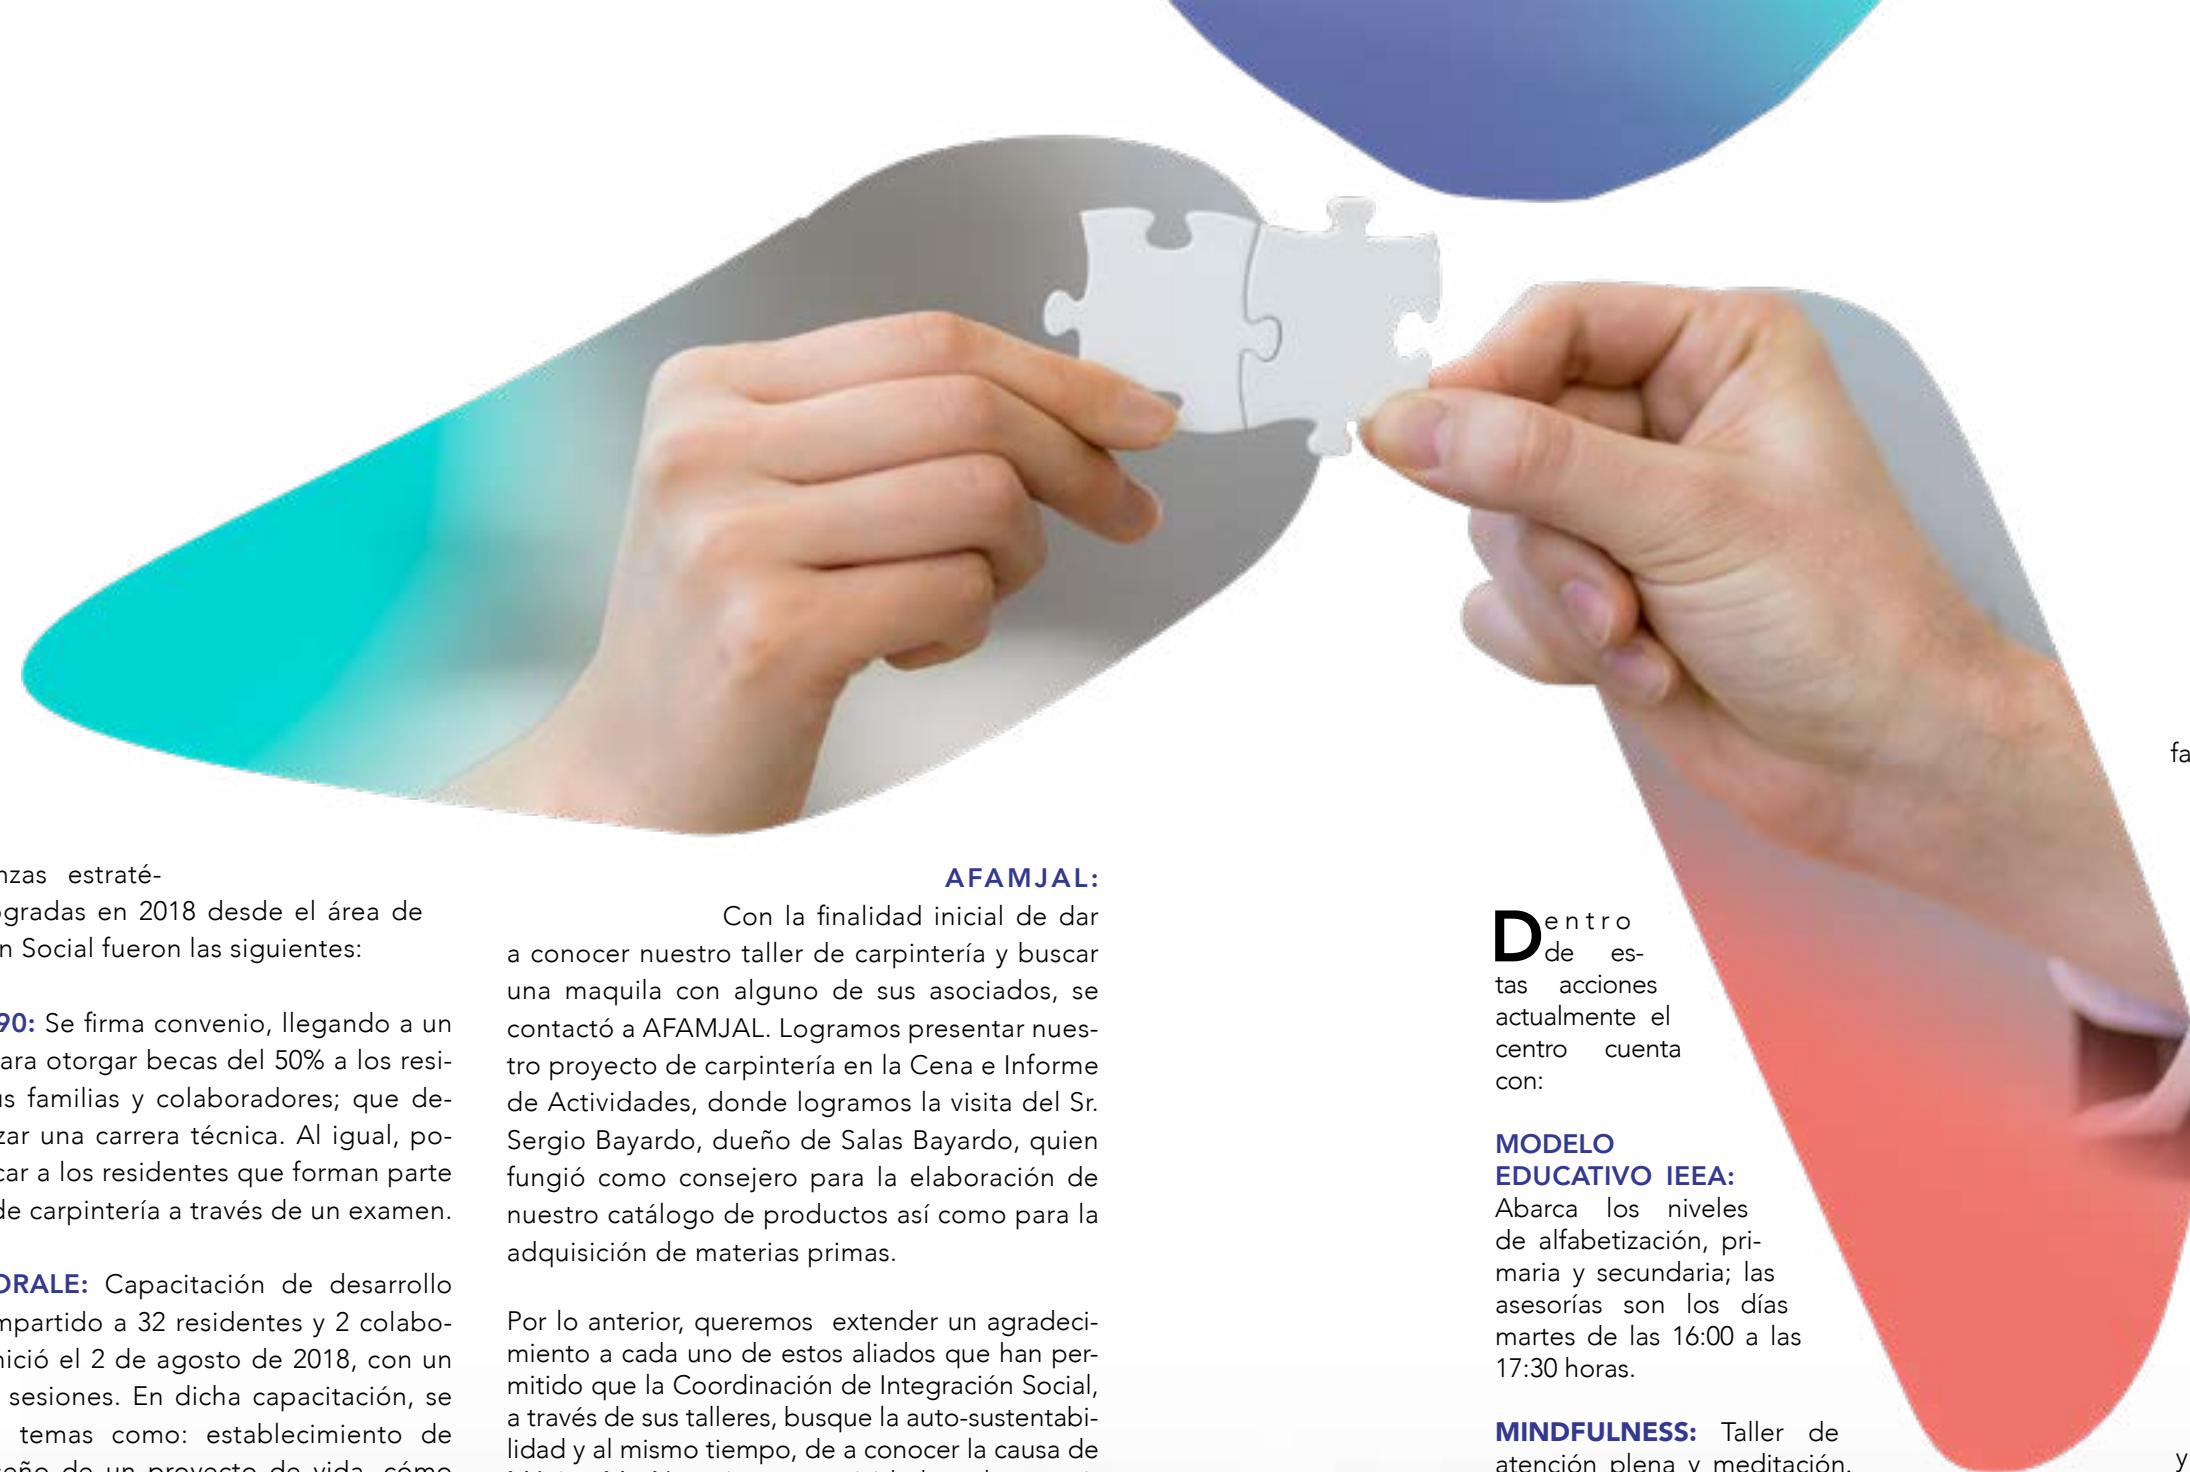 estraté-
en 2018 desde el área de
Social fueron las siguientes:
90: Se firma convenio, llegando a un
otorgar becas del 50% a los resi-
familias y colaboradores; que de-
una carrera técnica. Al igual, po-
a los residentes que forman parte
de carpintería a través de un examen.
Capacitación de desarrollo
a 32 residentes y 2 colabo-
el 2 de agosto de 2018, con un
sesiones. En dicha capacitación, se
temas como: establecimiento de
de un proyecto de vida, cómo
AFAMJAL:
Con la finalidad inicial de dar
a conocer nuestro taller de carpintería y buscar
una maquila con alguno de sus asociados, se
contactó a AFAMJAL. Logramos presentar nues-
tro proyecto de carpintería en la Cena e Informe
de Actividades, donde logramos la visita del Sr.
Sergio Bayardo, dueño de Salas Bayardo, quien
fungió como consejero para la elaboración de
nuestro catálogo de productos así como para la
adquisición de materias primas.
Por lo anterior, queremos extender un agradeci-
miento a cada uno de estos aliados que han per-
mitido que la Coordinación de Integración Social,
a través de sus talleres, busque la auto-sustentabi-
lidad y al mismo tiempo, de a conocer la causa de
Dentro
de es-
tas acciones
actualmente el
centro cuenta
con:
MODELO
EDUCATIVO IEEA:
Abarca los niveles
de alfabetización, pri-
maria y secundaria; las
asesorías son los días
martes de las 16:00 a las
17:30 horas.
MINDFULNESS: Taller de
atención plena y meditación.
fa
y